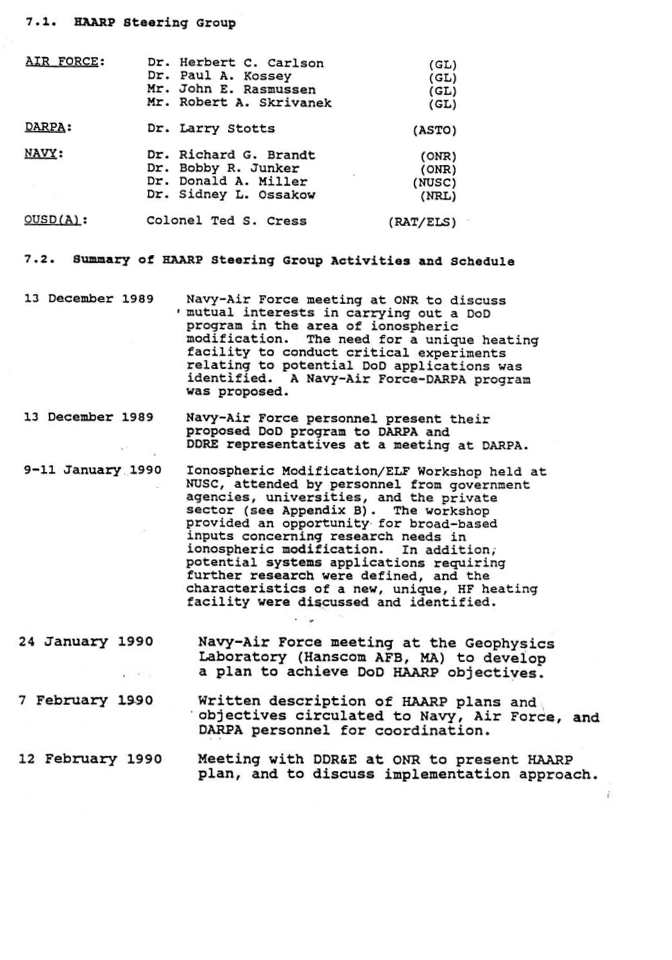 7.1. HAARP Steering Group
AIR FORCE: Dr. Herbert C. Carlson (GL)
Dr. Paul A. Kossey (GL)
Mr. John E. Rasmussen (GL)
Mr. Robert A. Skrivanek (GL)
DARPA: Dr. Larry Stotts (ASTO)
NAVY: Dr. Richard G. Brandt (ONR)
Dr. Bobby R. Junker (ONR)
Dr. Donald A. Miller (NUSC)
Dr. Sidney L. Ossakow (NRL)
OUSD(A): Colonel Ted S. Cress (RAT/ELS)
7.2. Summary of HAARP Steering Group Activities and Schedule
13 December 1989 Navy-Air Force meeting at ONR to discuss
mutual interests in carrying out a DoD
program in the area of ionospheric
modification. The need for a unique heating
facility to conduct critical experiments
relating to potential DoD applications was
identified. A Navy-Air Force-DARPA program
was proposed.
13 December 1989 Navy-Air Force personnel present their
proposed DoD program to DARPA and
DDRE representatives at a meeting at DARPA.
9-11 January 1990 Ionospheric Modification/ELF Workshop held at
NUSC, attended by personnel from government
agencies, universities, and the private
sector (see Appendix B). The workshop
provided an opportunity for broad-based
inputs concerning research needs in
ionospheric modification. In addition,
potential systems applications requiring
further research were defined, and the
characteristics of a new, unique, HF heating
facility were discussed and identified.
24 January 1990 Navy-Air Force meeting at the Geophysics
Laboratory (Hanscom AFB, MA) to develop
a plan to achieve DoD HAARP objectives.
7 February 1990 Written description of HAARP plans and
objectives circulated to Navy, Air Force, and
DARPA personnel for coordination.
12 February 1990 Meeting with DDR&E at ONR to present HAARP
plan, and to discuss implementation approach.